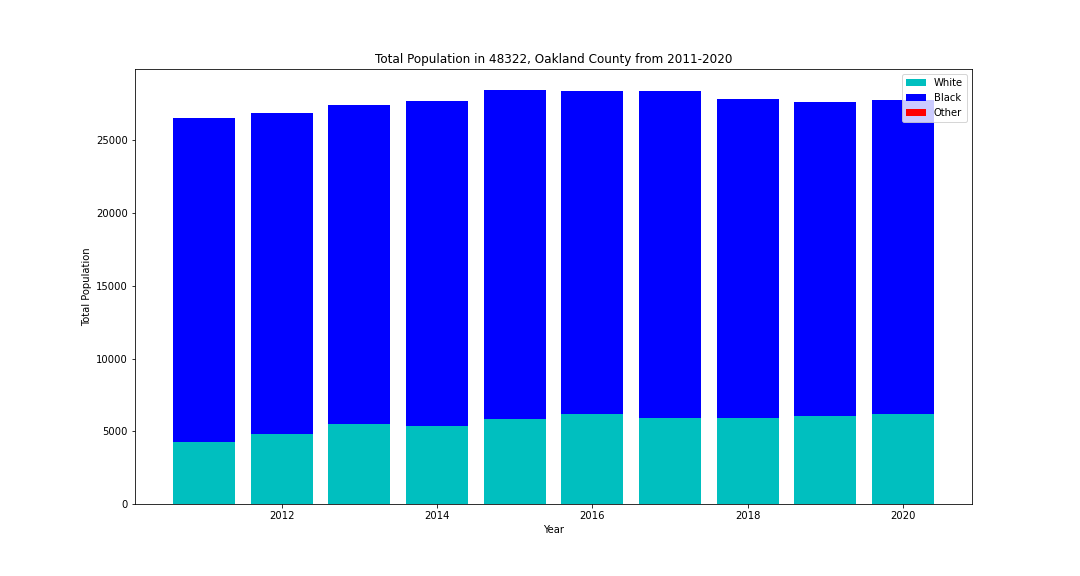 Total Population in 48322, Oakland County from 2011-2020
White
Black
Other
25000
20000
15000
10000
5000
0
Total Population
2012 2014 2016 2018 2020
Year